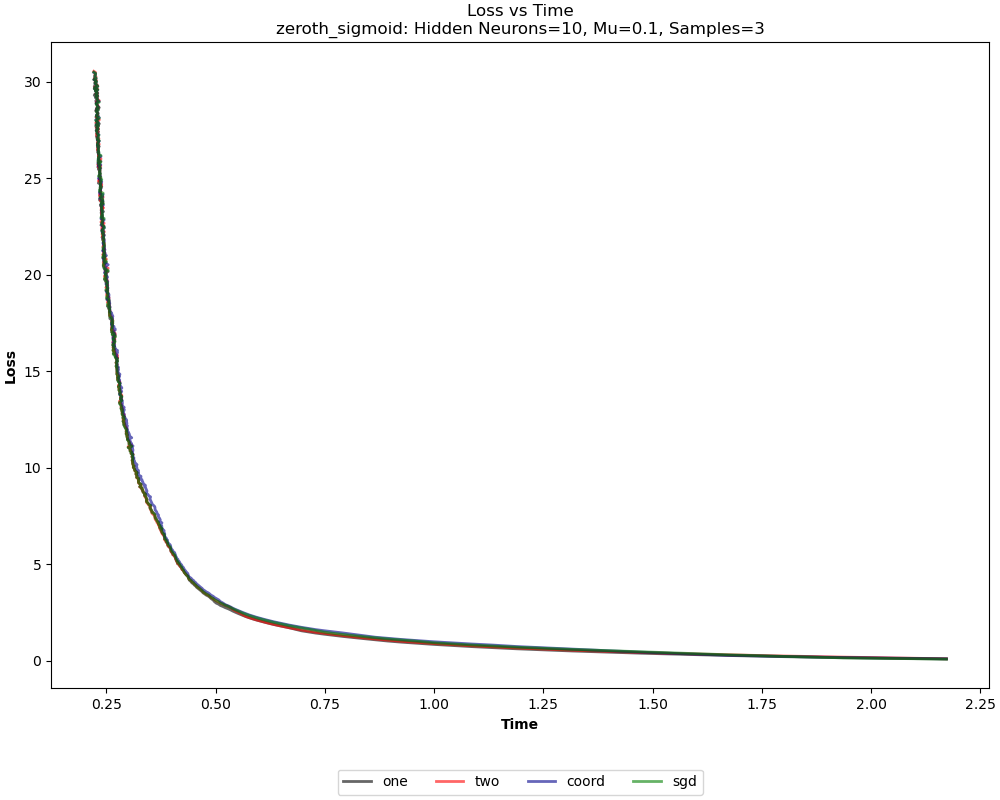 Loss vs Time
zeroth_sigmoid: Hidden Neurons=10, Mu=0.1, Samples=3
30
25
20
15
10
5
0
Loss
0.25 0.50 0.75 1.00 1.25 1.50 1.75 2.00 2.25
Time
one two coord sgd